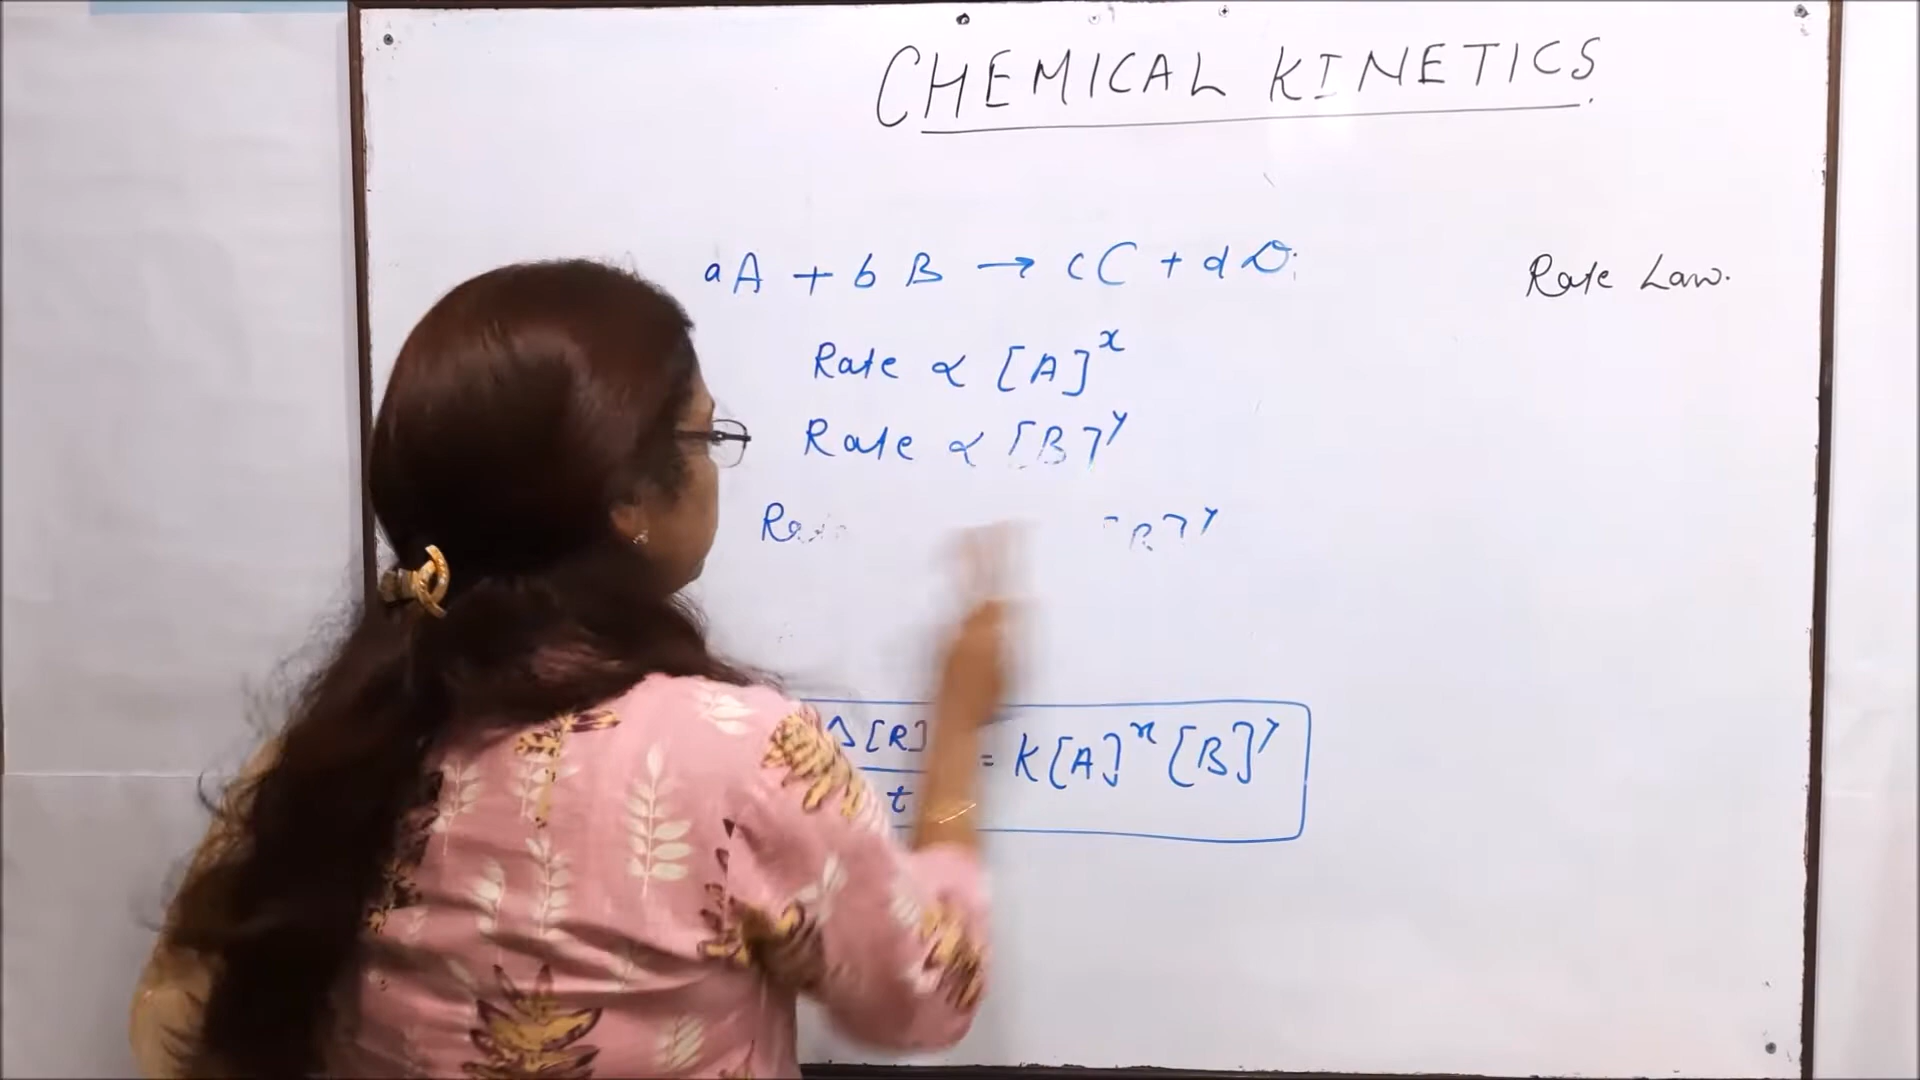 CHEMICAL KINETICS
aA + bB → cC + dD
Rate Law.
Rate ∝ [A]^x
Rate ∝ [B]^y
Δ[R]/t = K[A]^x [B]^y